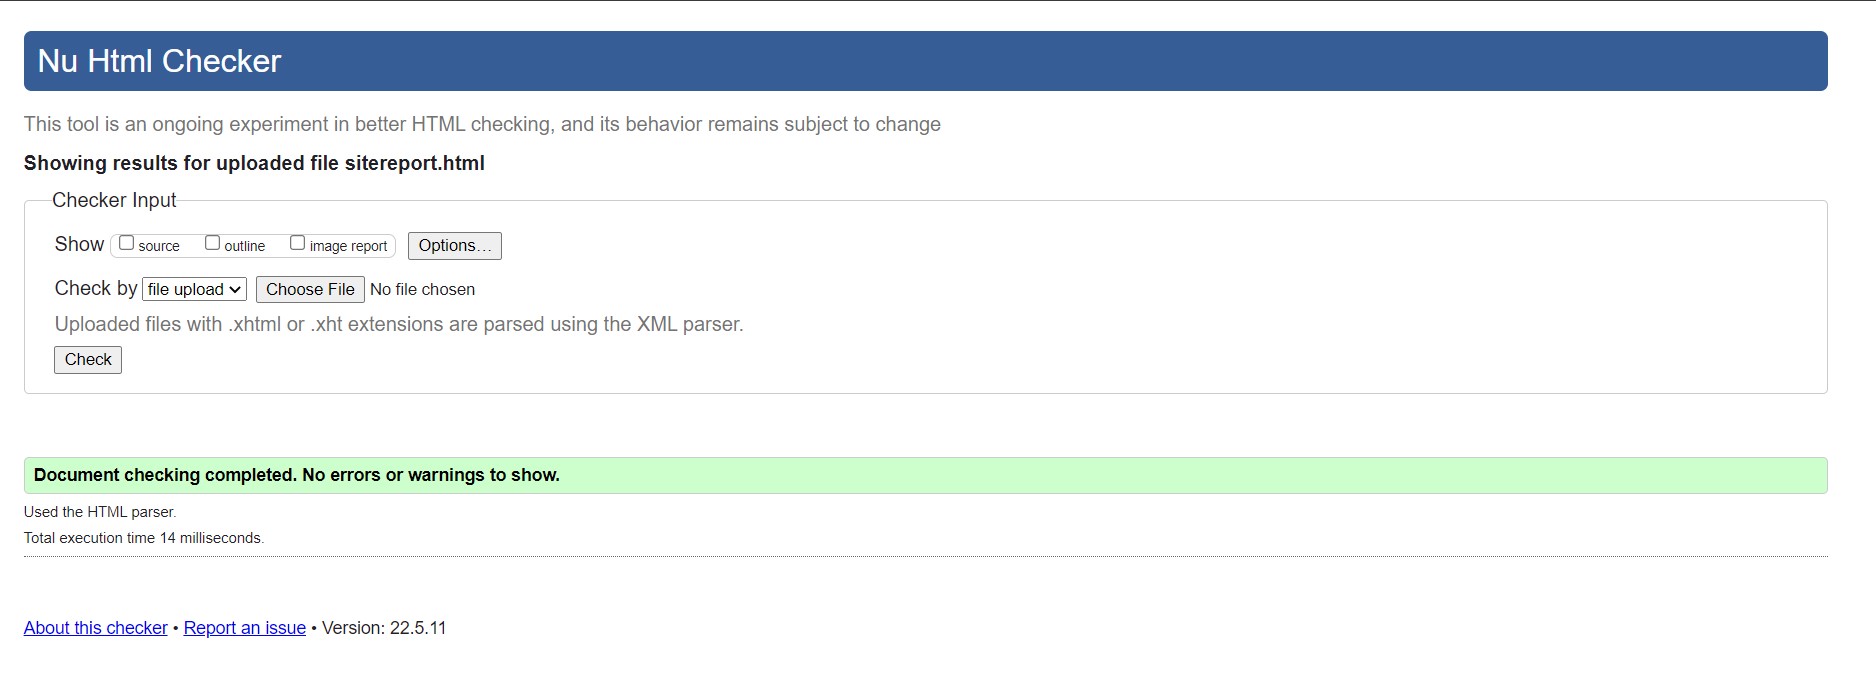 Nu Html Checker
This tool is an ongoing experiment in better HTML checking, and its behavior remains subject to change
Showing results for uploaded file sitereport.html
Checker Input
Show source outline image report Options…
Check by file upload Choose File No file chosen
Uploaded files with .xhtml or .xht extensions are parsed using the XML parser.
Check
Document checking completed. No errors or warnings to show.
Used the HTML parser.
Total execution time 14 milliseconds.
About this checker • Report an issue • Version: 22.5.11